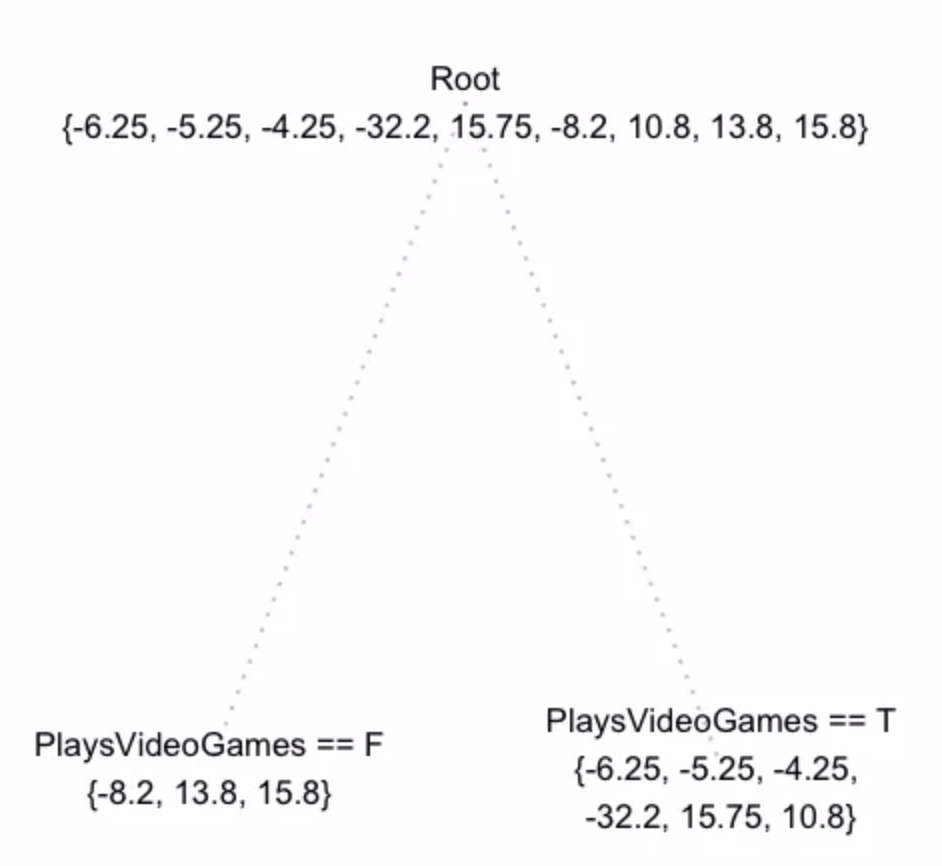 Root
{-6.25, -5.25, -4.25, -32.2, 15.75, -8.2, 10.8, 13.8, 15.8}
PlaysVideoGames == F
{-8.2, 13.8, 15.8}
PlaysVideoGames == T
{-6.25, -5.25, -4.25,
-32.2, 15.75, 10.8}